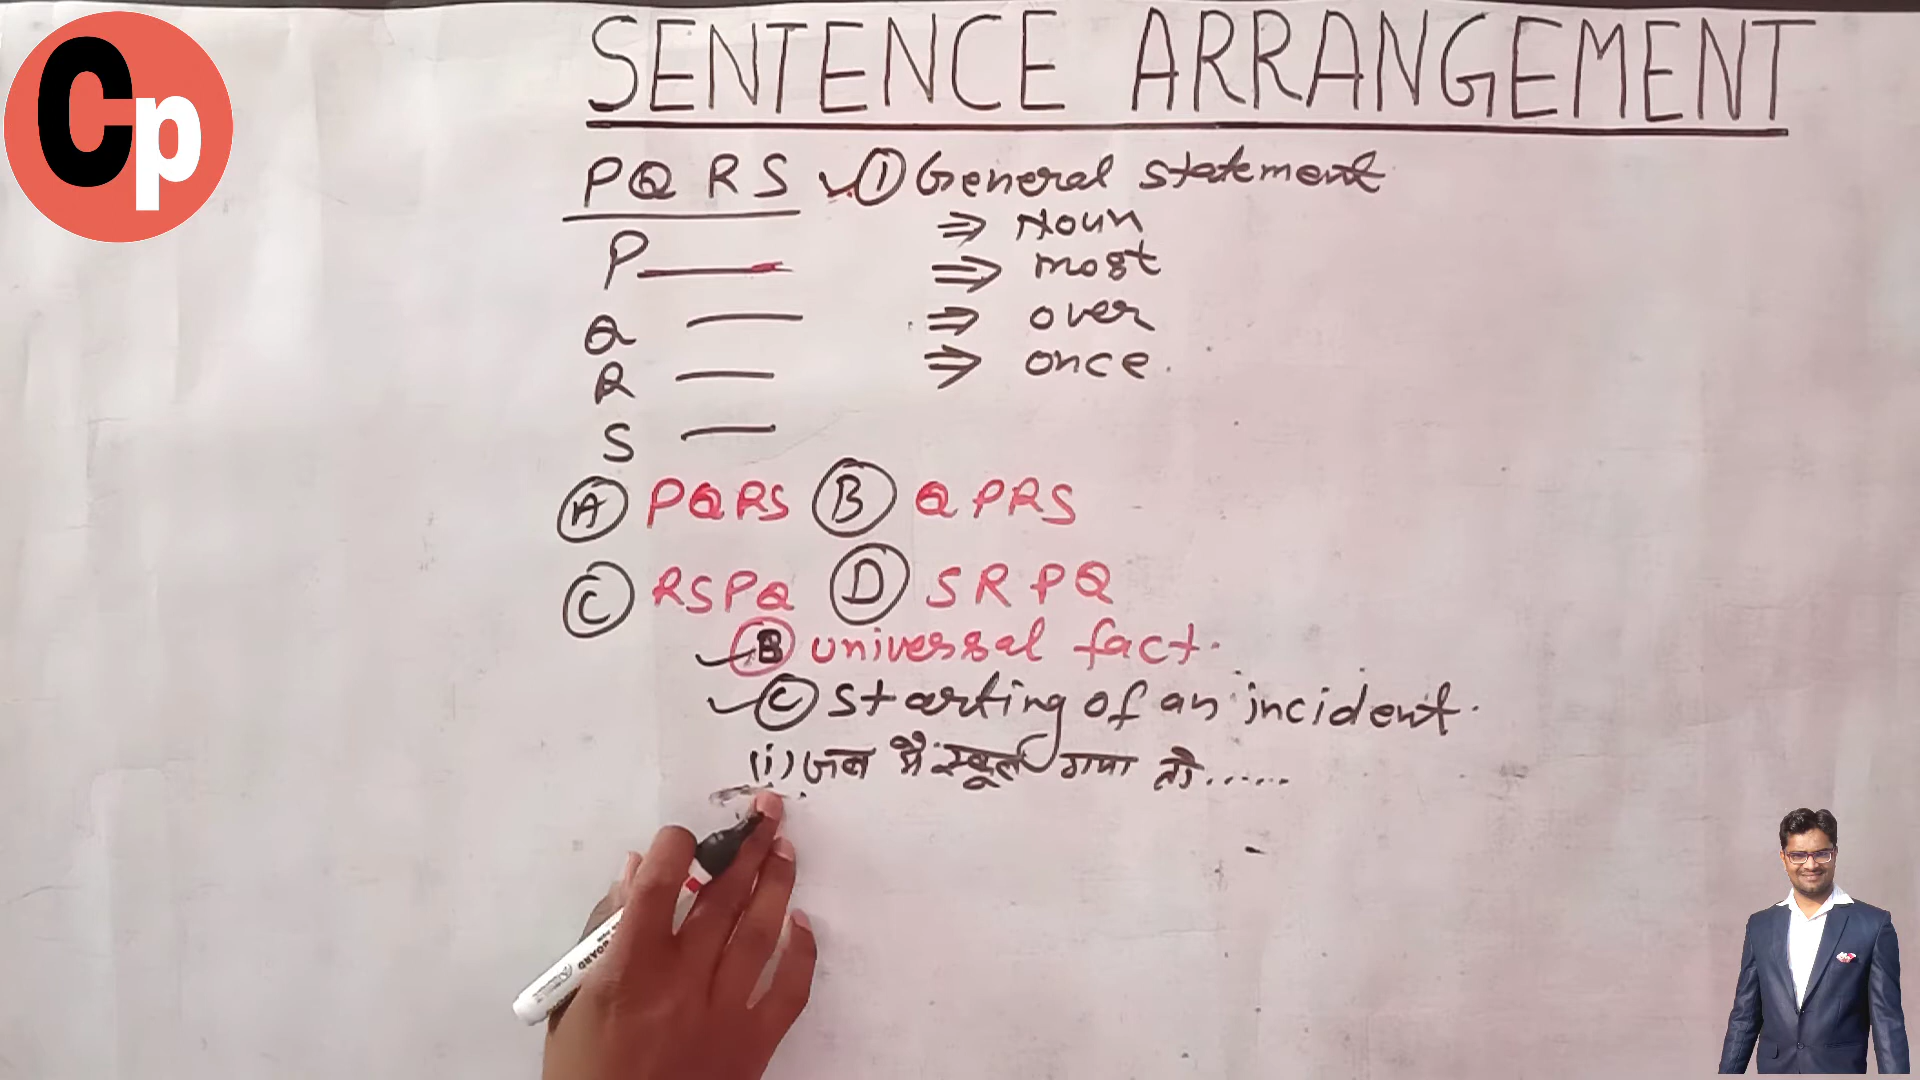 Cp
SENTENCE ARRANGEMENT
PQRS ① General statement
⇒ Noun
P
⇒ most
Q ⇒ over
R ⇒ once.
S
Ⓐ PQRS Ⓑ QPRS
Ⓒ RSPQ Ⓓ SRPQ
Ⓑ universal fact.
Ⓒ starting of an incident.
(i) जब मैं स्कूल गया तो......
BOARD